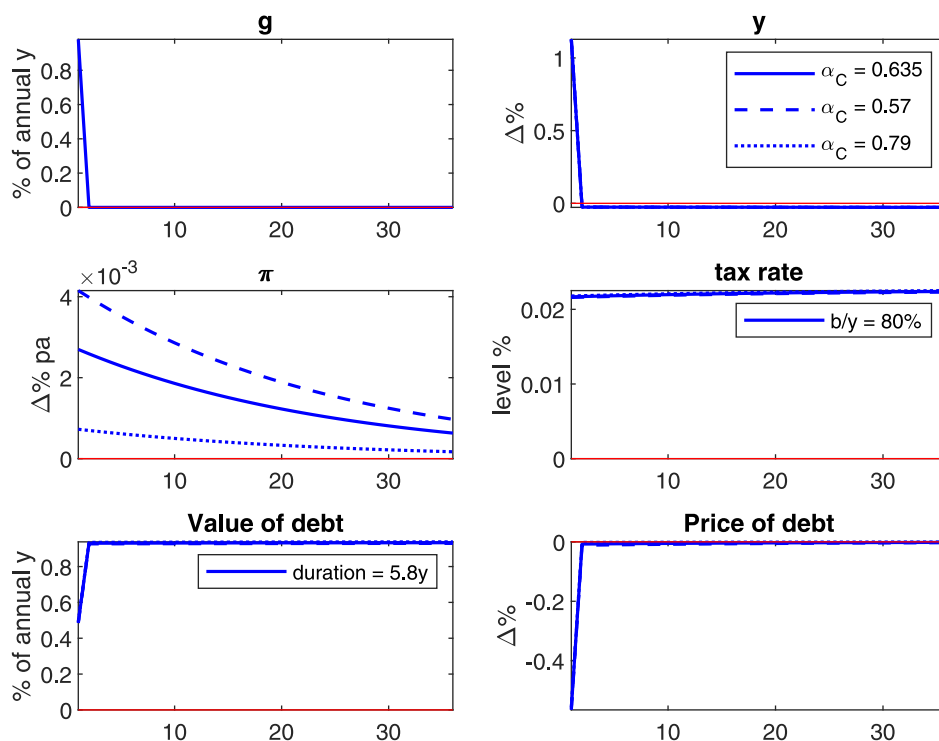 g
% of annual y
0.8
0.6
0.4
0.2
0
10 20 30
y
Δ%
1
0.5
0
10 20 30
α_C = 0.635
α_C = 0.57
α_C = 0.79
π
×10⁻³
Δ% pa
4
2
0
10 20 30
tax rate
level %
0.02
0.01
0
10 20 30
b/y = 80%
Value of debt
% of annual y
0.8
0.6
0.4
0.2
0
10 20 30
duration = 5.8y
Price of debt
Δ%
0
-0.2
-0.4
10 20 30